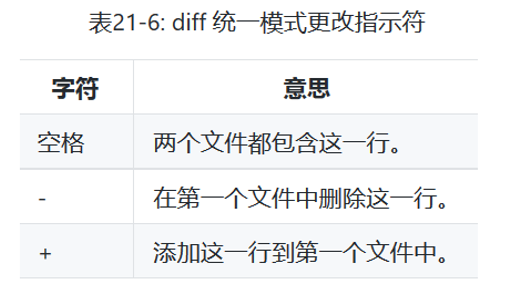 表21-6: diff 统一模式更改指示符
字符 意思
空格 两个文件都包含这一行。
- 在第一个文件中删除这一行。
+ 添加这一行到第一个文件中。